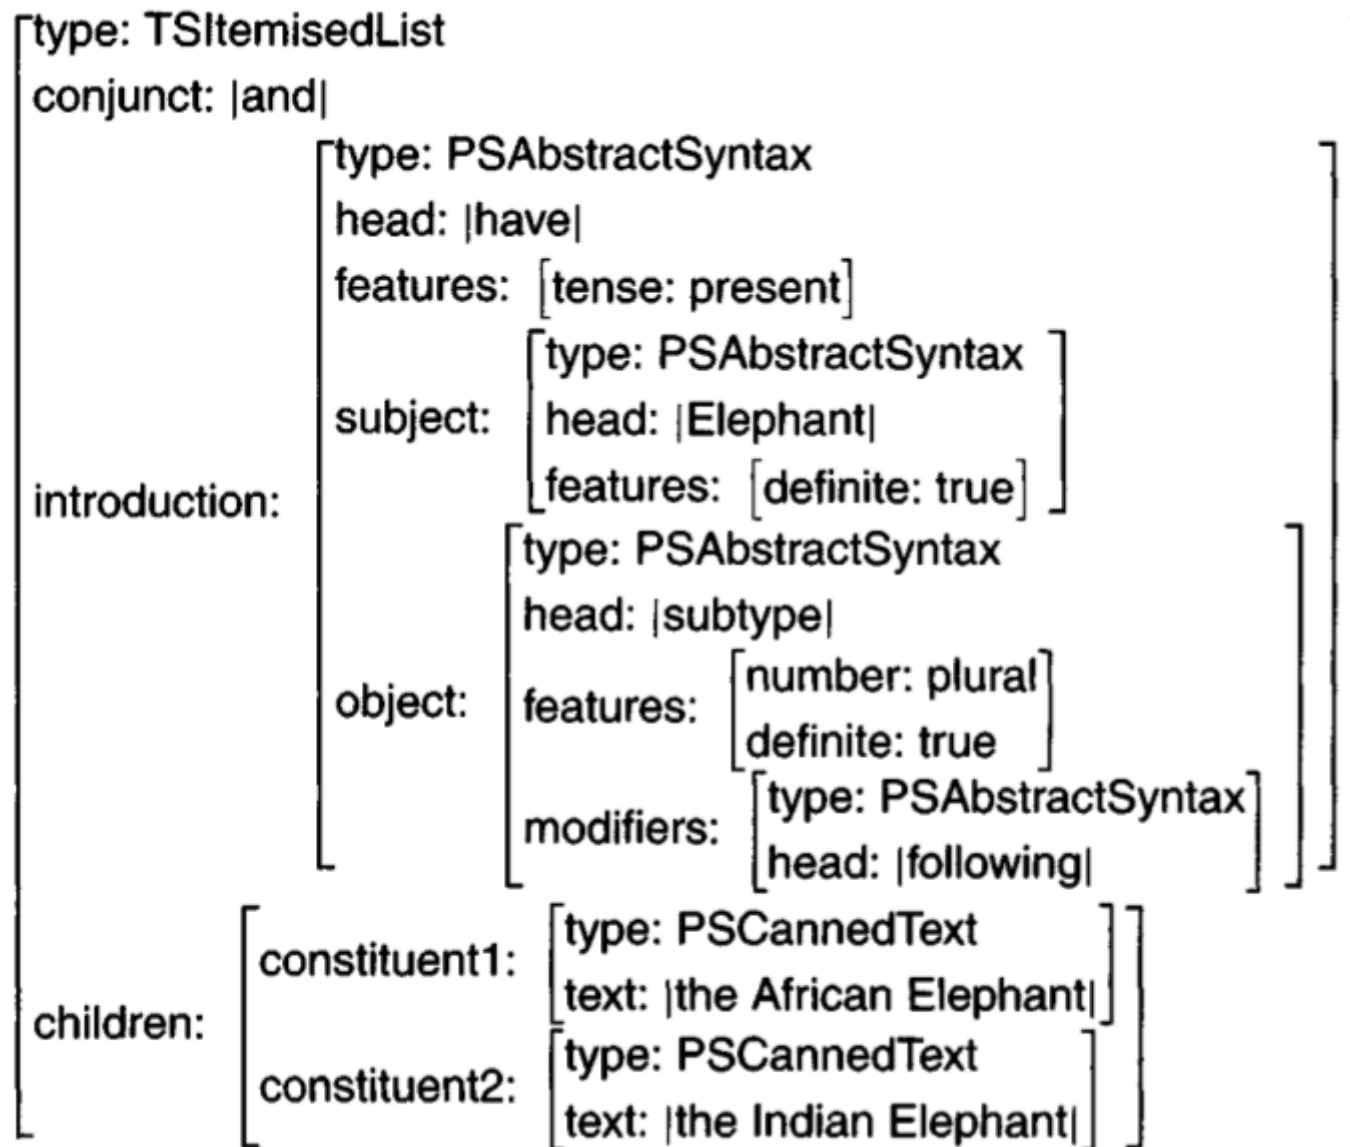 type: TSItemisedList
conjunct: |and|
type: PSAbstractSyntax
head: |have|
features: [tense: present]
type: PSAbstractSyntax
subject: head: |Elephant|
features: [definite: true]
introduction:
type: PSAbstractSyntax
head: |subtype|
number: plural
object: features:
definite: true
type: PSAbstractSyntax
modifiers:
head: |following|
type: PSCannedText
constituent1:
text: |the African Elephant|
children:
type: PSCannedText
constituent2:
text: |the Indian Elephant|